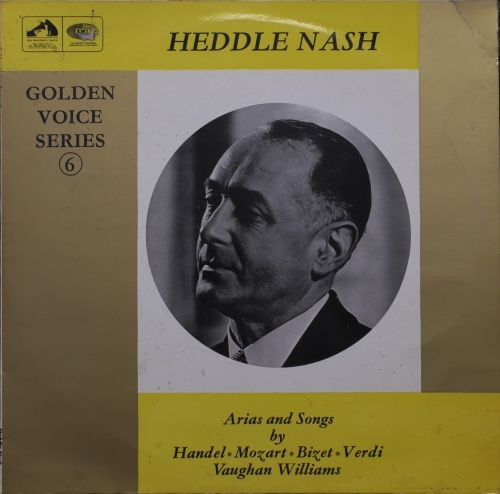 HEDDLE NASH
GOLDEN
VOICE
SERIES
6
Arias and Songs
by
Handel * Mozart * Bizet * Verdi
Vaughan Williams